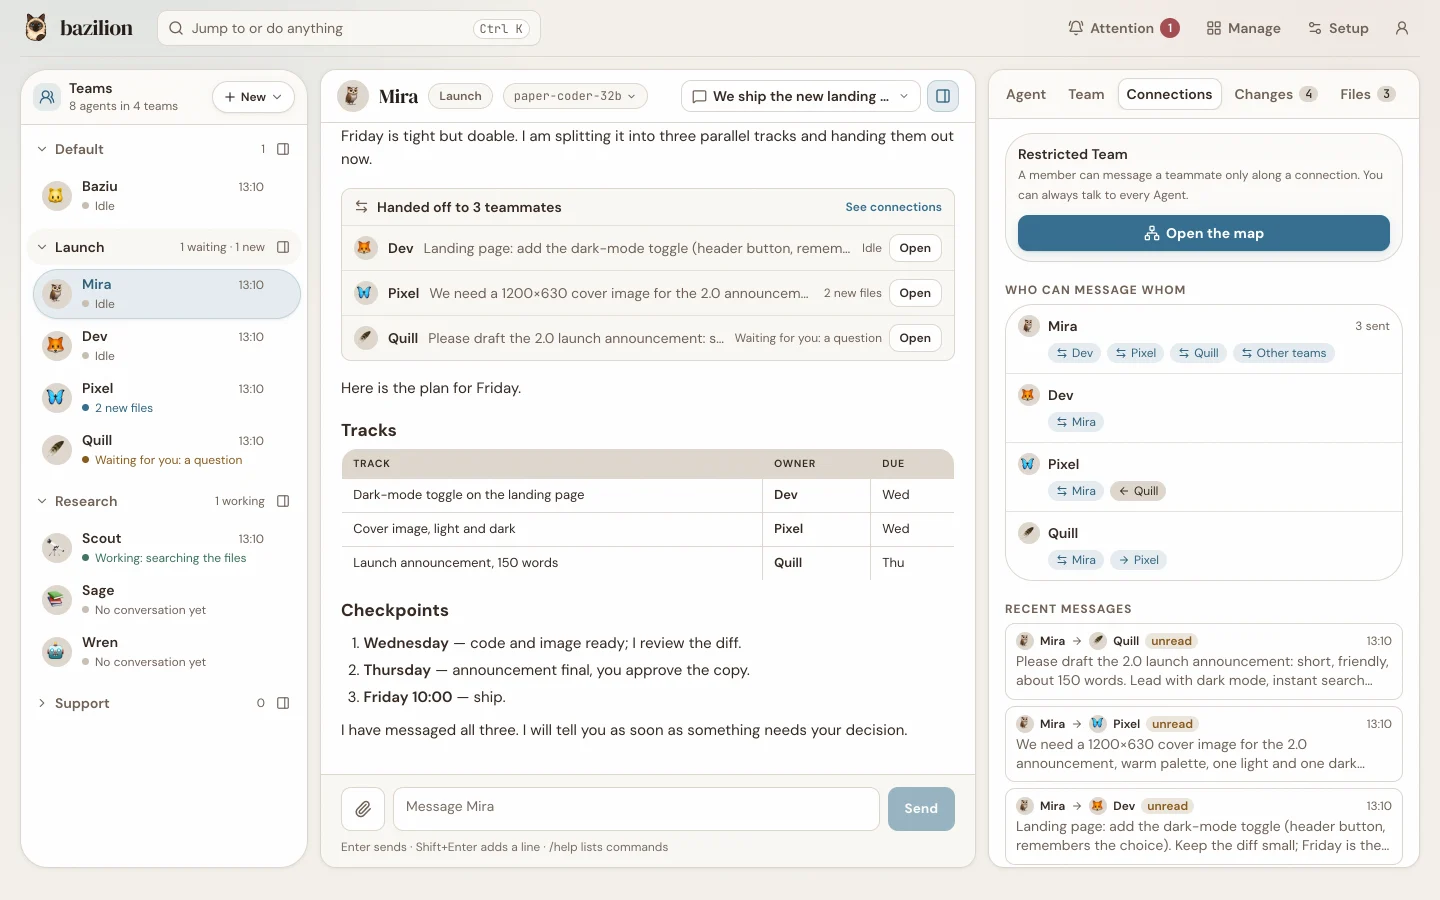 bazilion
Jump to or do anything
Ctrl K
Attention 1
Manage
Setup
Teams
8 agents in 4 teams
+ New
Default 1
Baziu 13:10
Idle
Launch 1 waiting · 1 new
Mira 13:10
Idle
Dev 13:10
Idle
Pixel 13:10
2 new files
Quill 13:10
Waiting for you: a question
Research 1 working
Scout 13:10
Working: searching the files
Sage
No conversation yet
Wren
No conversation yet
Support 0
Mira
Launch
paper-coder-32b
We ship the new landing ...
Friday is tight but doable. I am splitting it into three parallel tracks and handing them out
now.
Handed off to 3 teammates See connections
Dev Landing page: add the dark-mode toggle (header button, remem... Idle Open
Pixel We need a 1200×630 cover image for the 2.0 announcem... 2 new files Open
Quill Please draft the 2.0 launch announcement: s... Waiting for you: a question Open
Here is the plan for Friday.
Tracks
TRACK OWNER DUE
Dark-mode toggle on the landing page Dev Wed
Cover image, light and dark Pixel Wed
Launch announcement, 150 words Quill Thu
Checkpoints
1. Wednesday — code and image ready; I review the diff.
2. Thursday — announcement final, you approve the copy.
3. Friday 10:00 — ship.
I have messaged all three. I will tell you as soon as something needs your decision.
Message Mira
Send
Enter sends · Shift+Enter adds a line · /help lists commands
Agent
Team
Connections
Changes 4
Files 3
Restricted Team
A member can message a teammate only along a connection. You
can always talk to every Agent.
Open the map
WHO CAN MESSAGE WHOM
Mira 3 sent
⇆ Dev ⇆ Pixel ⇆ Quill ⇆ Other teams
Dev
⇆ Mira
Pixel
⇆ Mira ← Quill
Quill
⇆ Mira → Pixel
RECENT MESSAGES
Mira → Quill unread 13:10
Please draft the 2.0 launch announcement: short, friendly,
about 150 words. Lead with dark mode, instant search...
Mira → Pixel unread 13:10
We need a 1200×630 cover image for the 2.0
announcement, warm palette, one light and one dark...
Mira → Dev unread 13:10
Landing page: add the dark-mode toggle (header button,
remembers the choice). Keep the diff small; Friday is the...